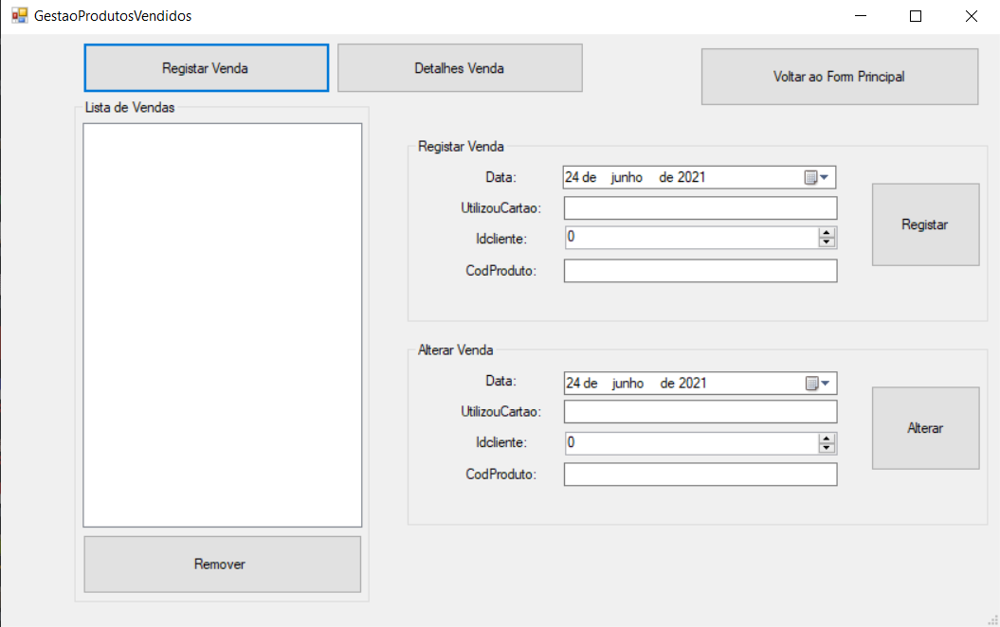 GestaoProdutosVendidos
Registar Venda
Detalhes Venda
Voltar ao Form Principal
Lista de Vendas
Remover
Registar Venda
Data:
24 de junho de 2021
UtilizouCartao:
Idcliente:
0
CodProduto:
Registar
Alterar Venda
Data:
24 de junho de 2021
UtilizouCartao:
Idcliente:
0
CodProduto:
Alterar